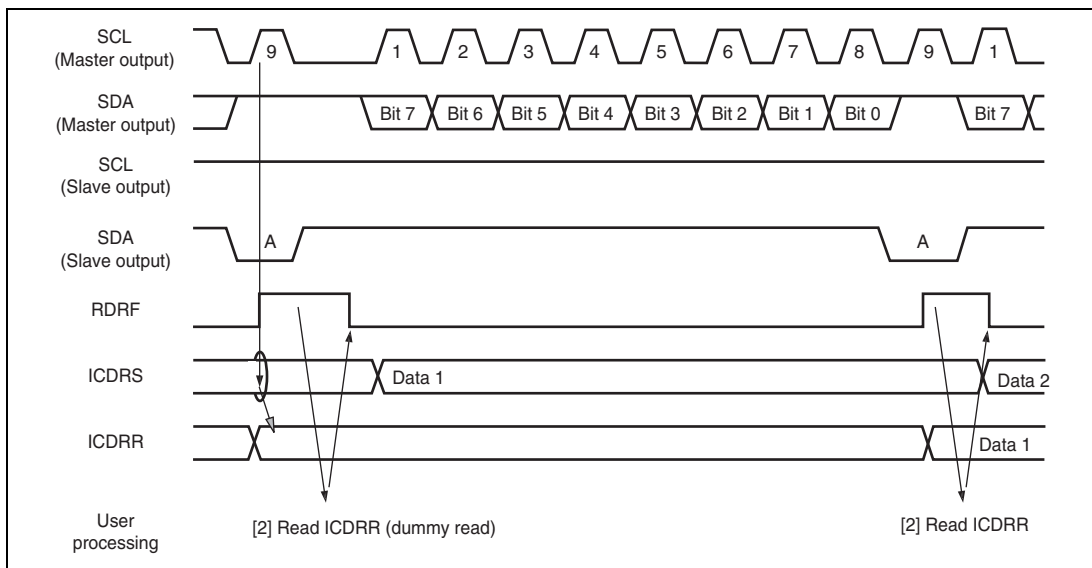 SCL
(Master output)
9
1
2
3
4
5
6
7
8
9
1
SDA
(Master output)
Bit 7
Bit 6
Bit 5
Bit 4
Bit 3
Bit 2
Bit 1
Bit 0
Bit 7
SCL
(Slave output)
SDA
(Slave output)
A
A
RDRF
ICDRS
Data 1
Data 2
ICDRR
Data 1
User
processing
[2] Read ICDRR (dummy read)
[2] Read ICDRR